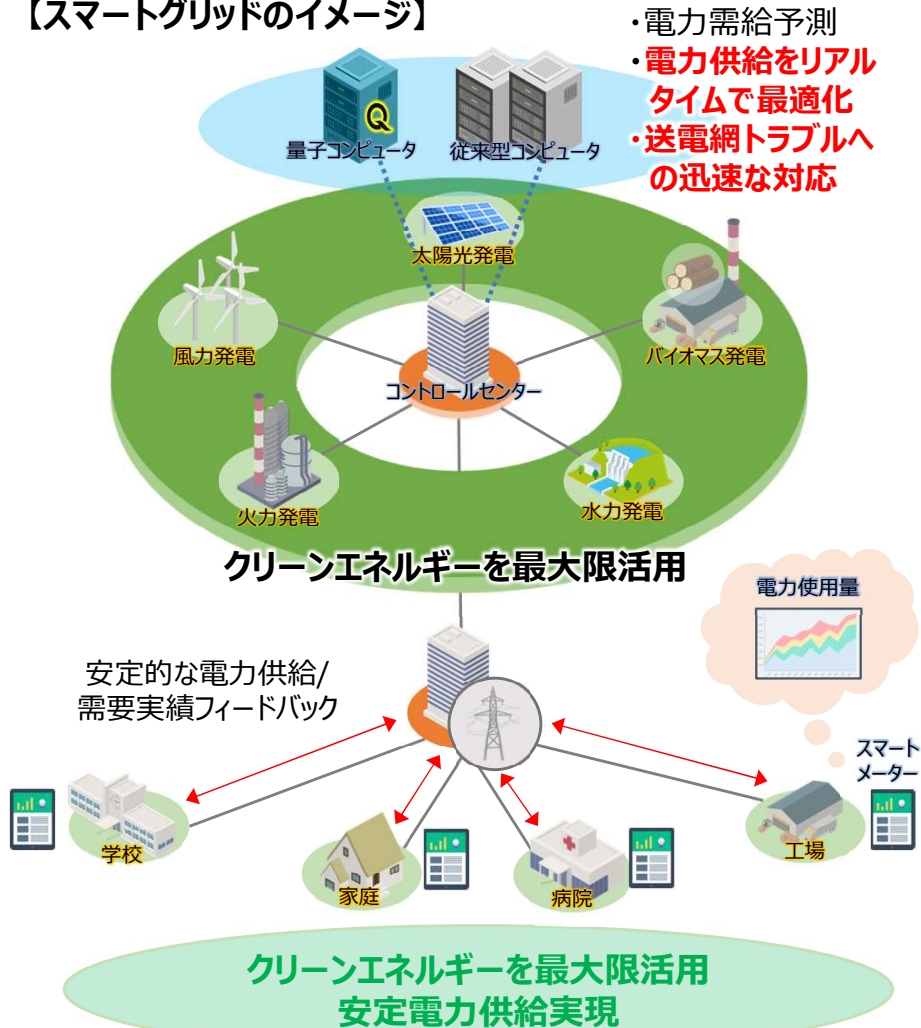 【スマートグリッドのイメージ】
・電力需給予測
・電力供給をリアル
タイムで最適化
・送電網トラブルへ
の迅速な対応
Q
量子コンピュータ
従来型コンピュータ
太陽光発電
風力発電
バイオマス発電
コントロールセンター
火力発電
水力発電
クリーンエネルギーを最大限活用
電力使用量
安定的な電力供給/
需要実績フィードバック
スマート
メーター
学校
工場
家庭
病院
クリーンエネルギーを最大限活用
安定電力供給実現